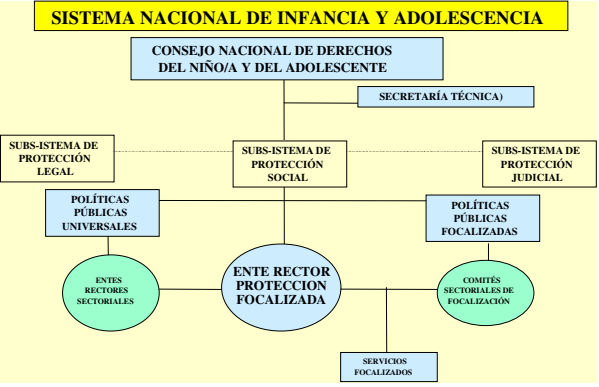 SISTEMA NACIONAL DE INFANCIA Y ADOLESCENCIA
CONSEJO NACIONAL DE DERECHOS
DEL NIÑO/A Y DEL ADOLESCENTE
SECRETARÍA TÉCNICA)
SUBS-ISTEMA DE
PROTECCIÓN
LEGAL
SUBS-ISTEMA DE
PROTECCIÓN
SOCIAL
SUBS-ISTEMA DE
PROTECCIÓN
JUDICIAL
POLÍTICAS
PÚBLICAS
UNIVERSALES
POLÍTICAS
PÚBLICAS
FOCALIZADAS
ENTES
RECTORES
SECTORIALES
ENTE RECTOR
PROTECCION
FOCALIZADA
COMITÉS
SECTORIALES DE
FOCALIZACIÓN
SERVICIOS
FOCALIZADOS